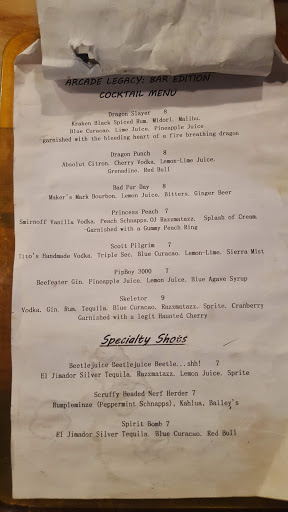 ARCADE LEGACY: BAR EDITION
COCKTAIL MENU
Dragon Slayer 8
Kraken Black Spiced Rum, Midori, Malibu,
Blue Curacao, Lime Juice, Pineapple Juice
garnished with the bleeding heart of a fire breathing dragon
Dragon Punch 8
Absolut Citron, Cherry Vodka, Lemon-Lime Juice,
Grenadine, Red Bull
Bad Fur Day 8
Maker's Mark Bourbon, Lemon Juice, Bitters, Ginger Beer
Princess Peach 7
Smirnoff Vanilla Vodka, Peach Schnapps, OJ Razzmatazz, Splash of Cream.
Garnished with a Gummy Peach Ring
Scott Pilgrim 7
Tito's Handmade Vodka, Triple Sec, Blue Curacao, Lemon-Lime, Sierra Mist
PipBoy 3000 7
Beefeater Gin, Pineapple Juice, Lemon Juice, Blue Agave Syrup
Skeletor 9
Vodka, Gin, Rum, Tequila, Blue Curacao, Razzmatazz, Sprite, Cranberry
Garnished with a legit Haunted Cherry
Specialty Shots
Beetlejuice Beetlejuice Beetle...shh! 7
El Jimador Silver Tequila, Razzmatazz, Lemon Juice, Sprite
Scruffy Headed Nerf Herder 7
Rumpleminze (Peppermint Schnapps), Kahlua, Bailey's
Spirit Bomb 7
El Jimador Silver Tequila, Blue Curacao, Red Bull